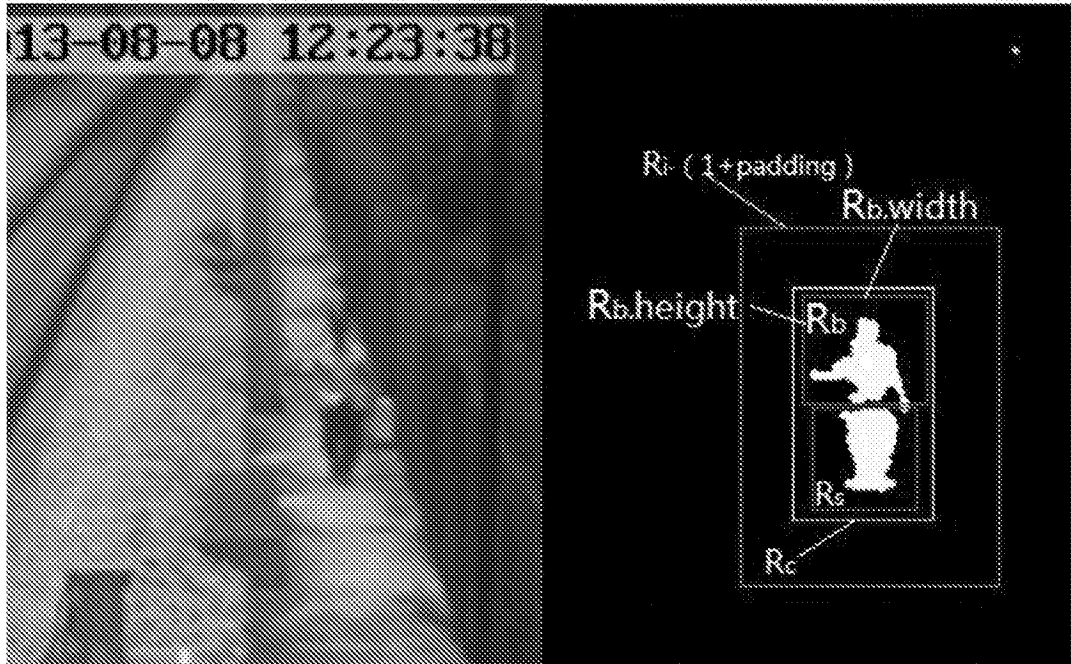 13-08-08 12:23:38
Ri- ( 1+padding )
Rb.width
Rb.height
Rb
Rs
Rc